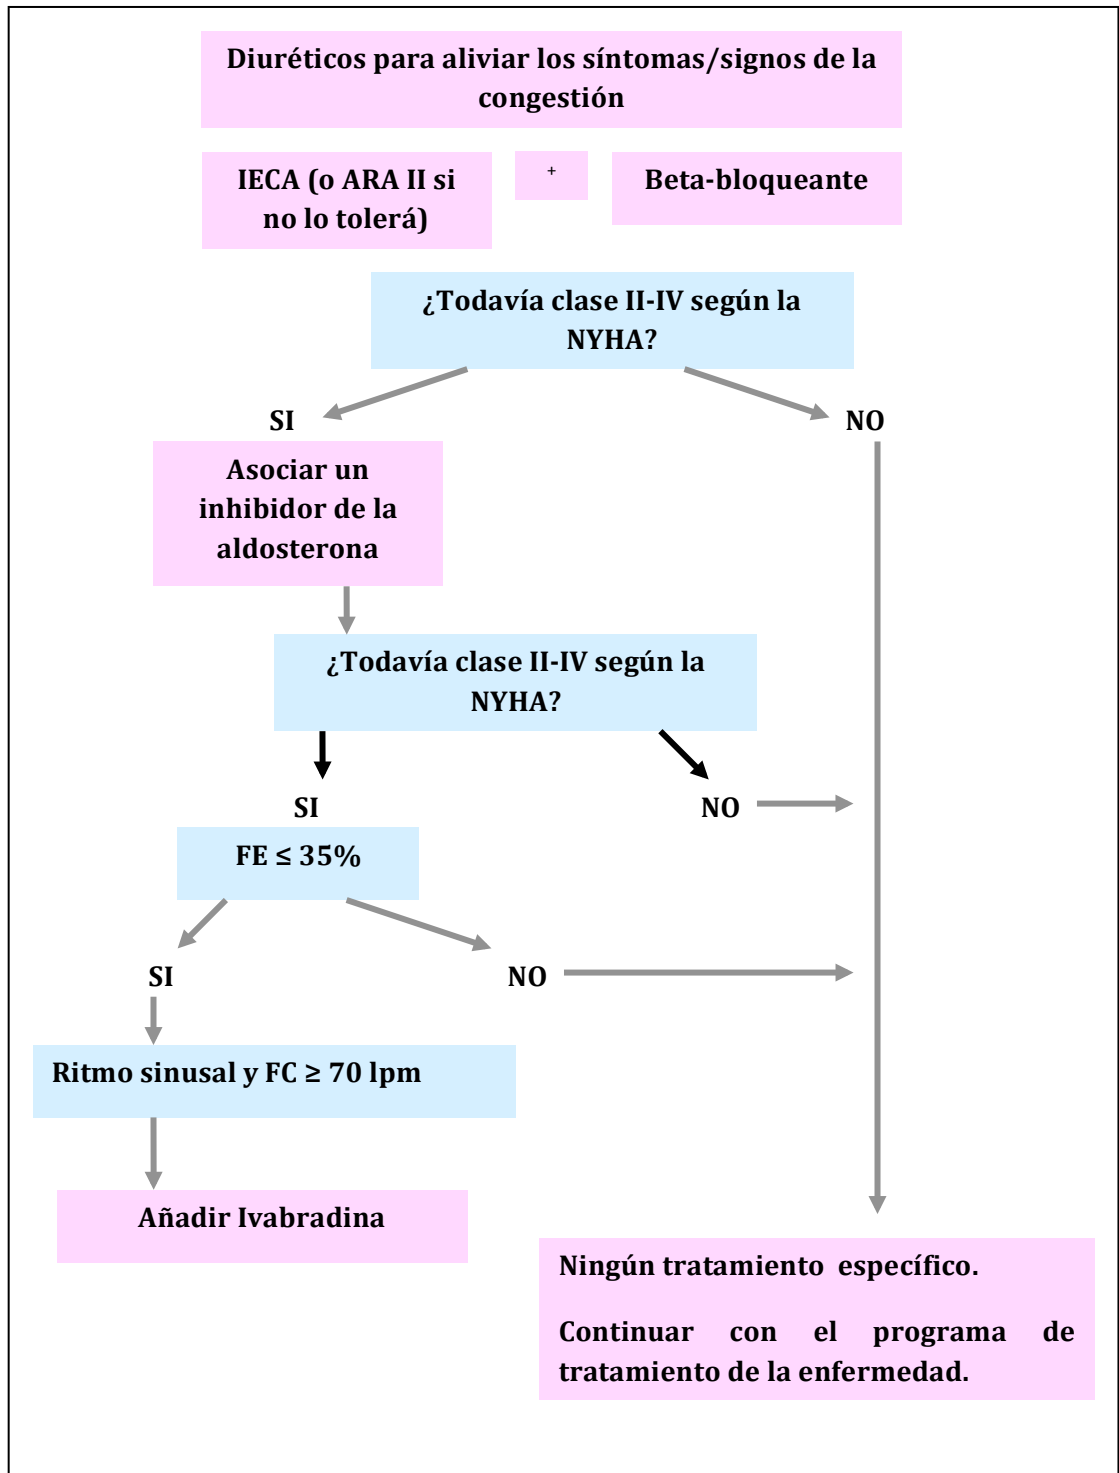 Diuréticos para aliviar los síntomas/signos de la
congestión
IECA (o ARA II si
no lo tolerá)
+
Beta-bloqueante
¿Todavía clase II-IV según la
NYHA?
SI
NO
Asociar un
inhibidor de la
aldosterona
¿Todavía clase II-IV según la
NYHA?
SI
NO
FE ≤ 35%
SI
NO
Ritmo sinusal y FC ≥ 70 lpm
Añadir Ivabradina
Ningún tratamiento específico.
Continuar con el programa de
tratamiento de la enfermedad.